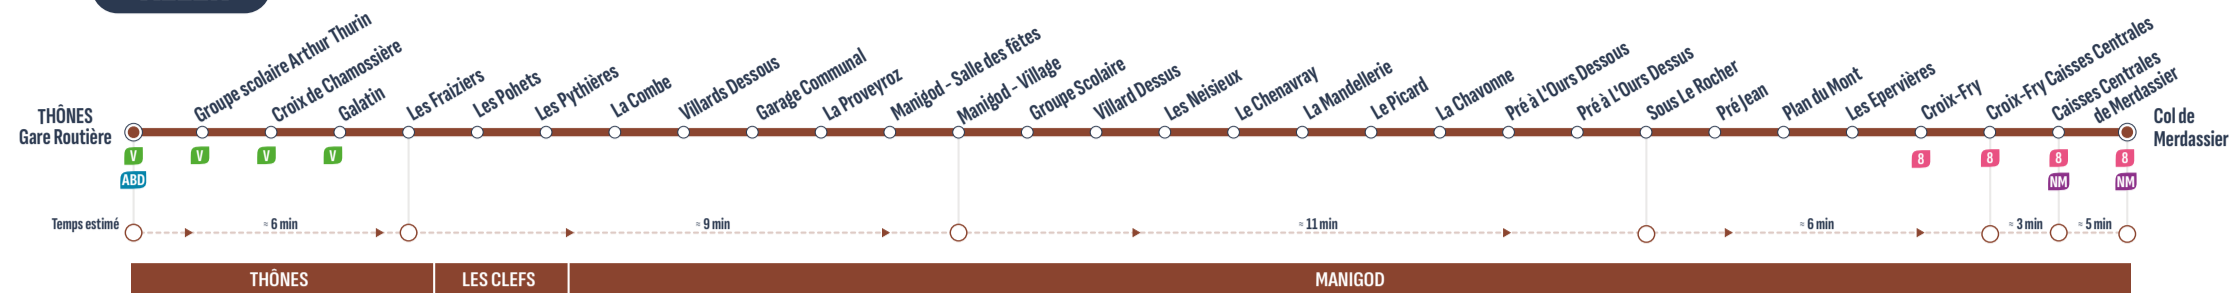 THÔNES
Gare Routière
Groupe scolaire Arthur Thurin
Croix de Chamossière
Galatin
Les Fraiziers
Les Pohets
Les Pythières
La Combe
Villards Dessous
Garage Communal
La Proveyroz
Manigod - Salle des fêtes
Manigod - Village
Groupe Scolaire
Villard Dessus
Les Neisieux
Le Chenavray
La Mandellerie
Le Picard
La Chavonne
Pré à L'Ours Dessous
Pré à L'Ours Dessus
Sous Le Rocher
Pré Jean
Plan du Mont
Les Epervières
Croix-Fry
Croix-Fry Caisses Centrales
Caisses Centrales
de Merdassier
Col de
Merdassier
V V V V 8 8 8 8
ABD NM NM
Temps estimé ≈ 6 min ≈ 9 min ≈ 11 min ≈ 6 min ≈ 3 min ≈ 5 min
THÔNES LES CLEFS MANIGOD